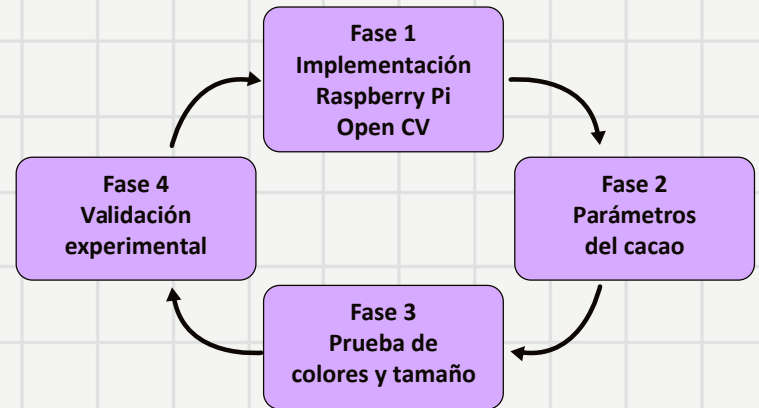 Fase 1
Implementación
Raspberry Pi
Open CV
Fase 2
Parámetros
del cacao
Fase 3
Prueba de
colores y tamaño
Fase 4
Validación
experimental